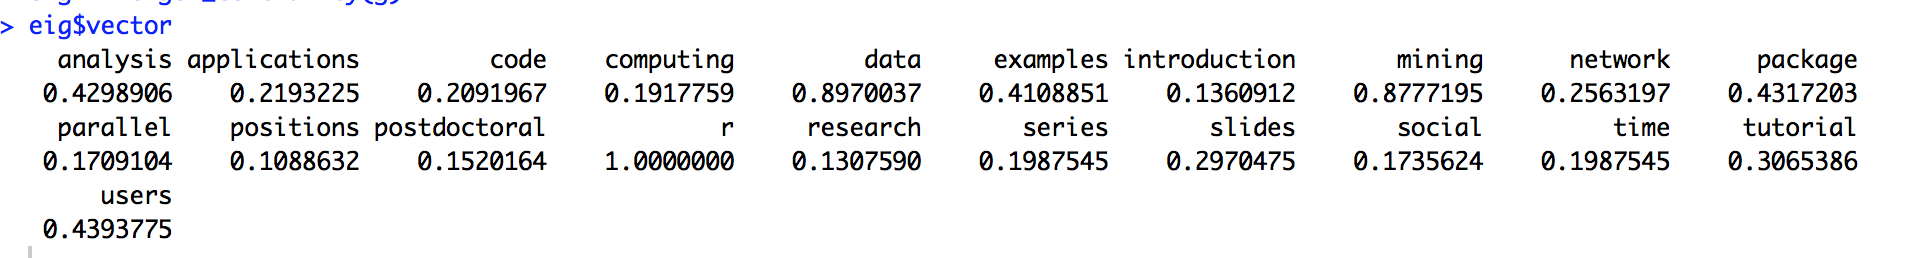 > eig$vector
analysis applications code computing data examples introduction mining network package
0.4298906 0.2193225 0.2091967 0.1917759 0.8970037 0.4108851 0.1360912 0.8777195 0.2563197 0.4317203
parallel positions postdoctoral r research series slides social time tutorial
0.1709104 0.1088632 0.1520164 1.0000000 0.1307590 0.1987545 0.2970475 0.1735624 0.1987545 0.3065386
users
0.4393775